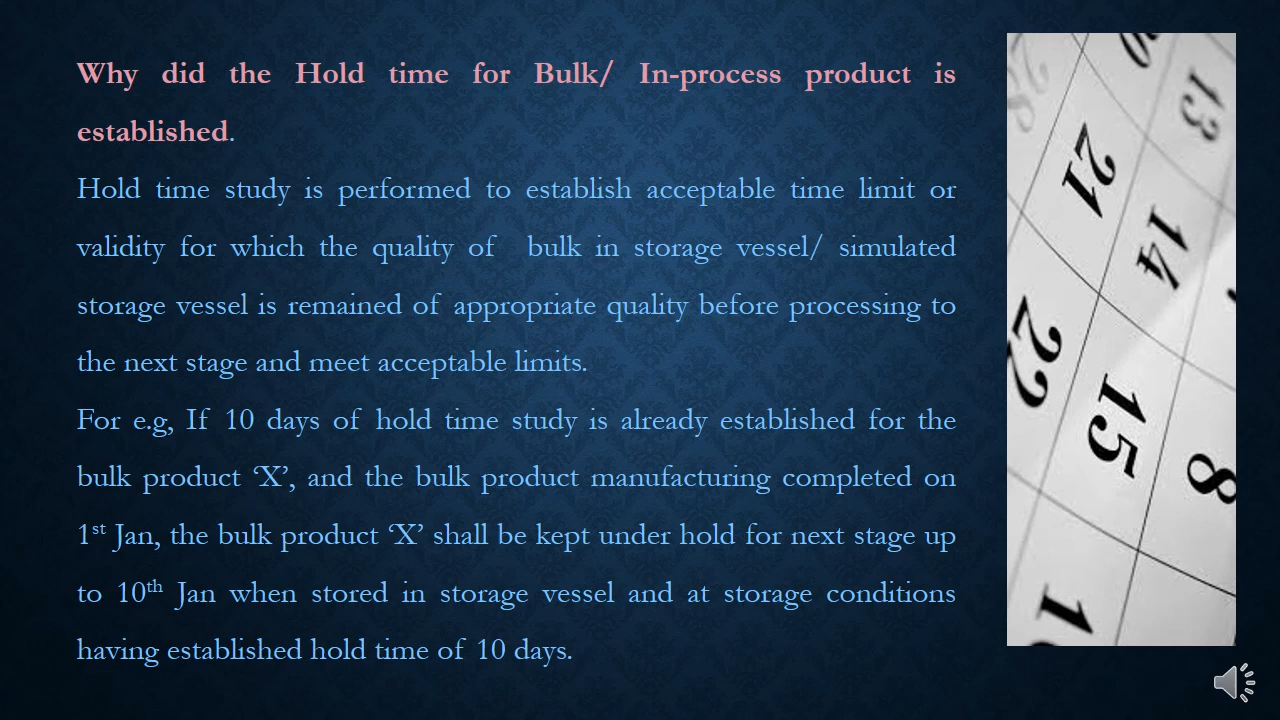 Why did the Hold time for Bulk/ In-process product is
established.
Hold time study is performed to establish acceptable time limit or
validity for which the quality of bulk in storage vessel/ simulated
storage vessel is remained of appropriate quality before processing to
the next stage and meet acceptable limits.
For e.g, If 10 days of hold time study is already established for the
bulk product ‘X’, and the bulk product manufacturing completed on
1st Jan, the bulk product ‘X’ shall be kept under hold for next stage up
to 10th Jan when stored in storage vessel and at storage conditions
having established hold time of 10 days.
28
13
21
14
22
15
8